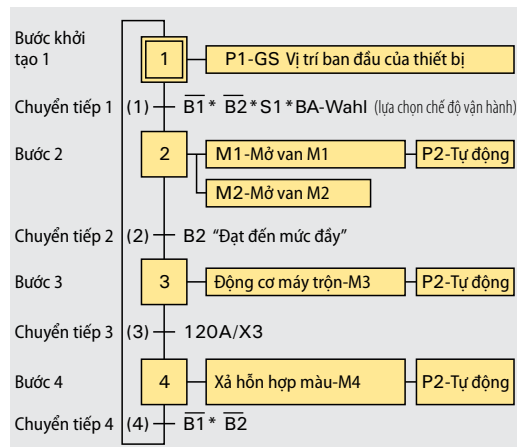 Bước khởi
tạo 1
1
P1-GS Vị trí ban đầu của thiết bị
Chuyển tiếp 1 (1) B̅1̅ * B̅2̅ * S1 * BA-Wahl (lựa chọn chế độ vận hành)
Bước 2
2
M1-Mở van M1
P2-Tự động
M2-Mở van M2
Chuyển tiếp 2 (2) B2 “Đạt đến mức đầy”
Bước 3
3
Động cơ máy trộn-M3
P2-Tự động
Chuyển tiếp 3 (3) 120A/X3
Bước 4
4
Xả hỗn hợp màu-M4
P2-Tự động
Chuyển tiếp 4 (4) B̅1̅ * B̅2̅